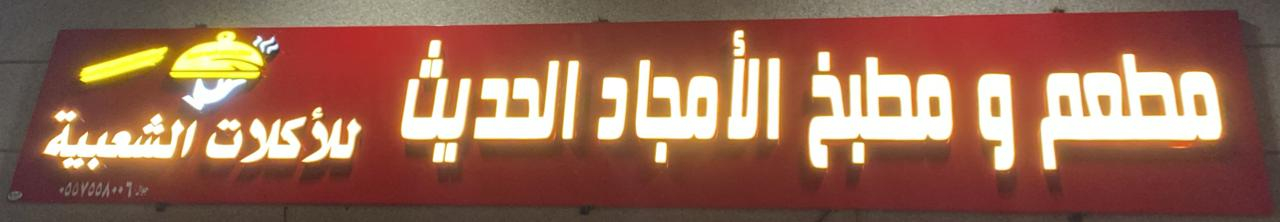 مطعم و مطبخ الأمجاد الحديث
للأكلات الشعبية
جوال ٠٥٥٧٥٥٨٠٠٦